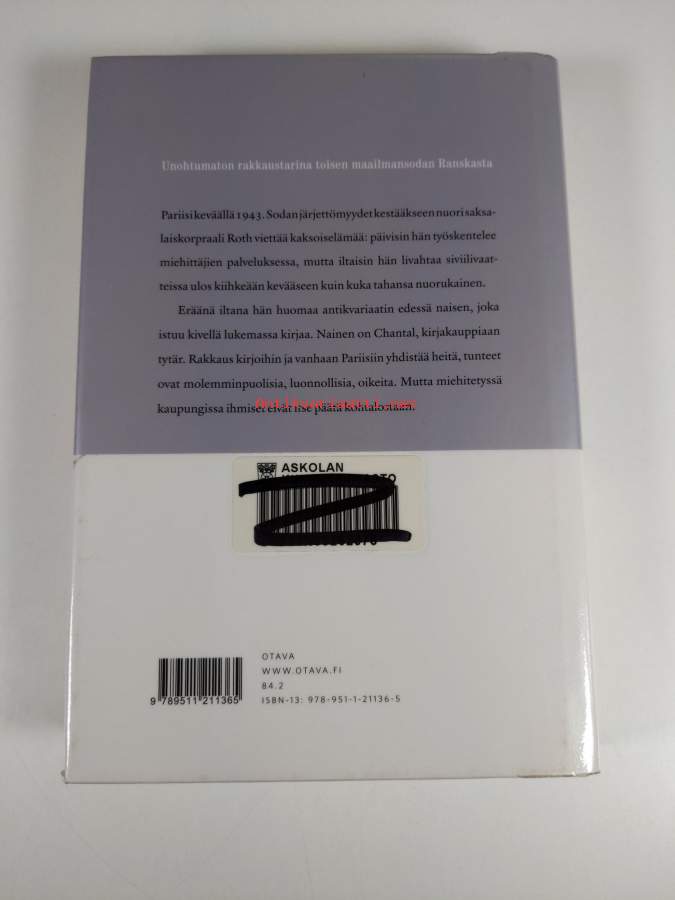 Unohtumaton rakkaustarina toisen maailmansodan Ranskasta
Pariisi keväällä 1943. Sodan järjettömyydet kestääkseen nuori saksa-
laiskorpraali Roth viettää kaksoiselämää: päivisin hän työskentelee
miehittäjien palveluksessa, mutta iltaisin hän livahtaa siviilivaat-
teissa ulos kiihkeään kevääseen kuin kuka tahansa nuorukainen.
Eräänä iltana hän huomaa antikvariaatin edessä naisen, joka
istuu kivellä lukemassa kirjaa. Nainen on Chantal, kirjakauppiaan
tytär. Rakkaus kirjoihin ja vanhaan Pariisiin yhdistää heitä, tunteet
ovat molemminpuolisia, luonnollisia, oikeita. Mutta miehitetyssä
kaupungissa ihmiset eivät itse päätä kohtalostaan.
ASKOLAN
OTAVA
WWW.OTAVA.FI
84.2
ISBN-13: 978-951-1-21136-5
9 789511 211365